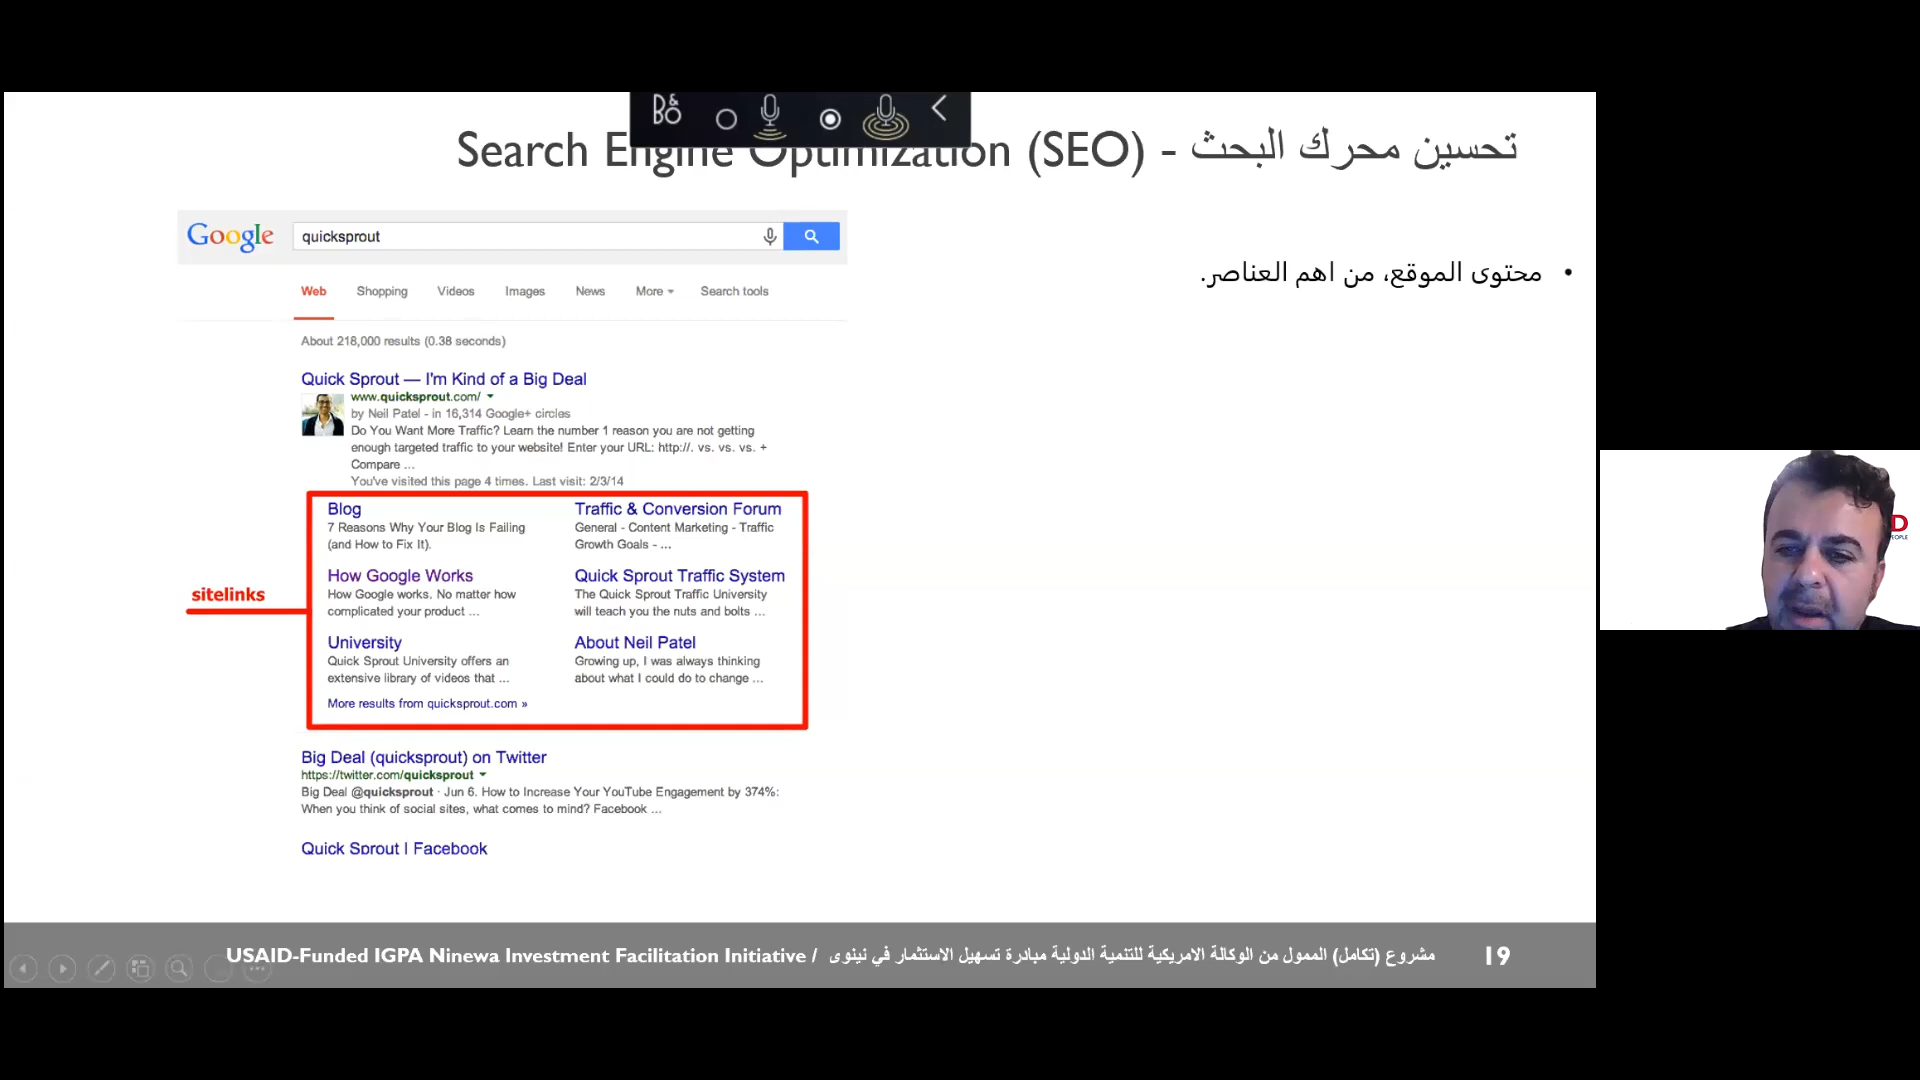 B&O
Search Engine Optimization (SEO) - تحسين محرك البحث
Google
quicksprout
Web Shopping Videos Images News More Search tools
About 218,000 results (0.38 seconds)
Quick Sprout — I'm Kind of a Big Deal
www.quicksprout.com/
by Neil Patel - in 16,314 Google+ circles
Do You Want More Traffic? Learn the number 1 reason you are not getting
enough targeted traffic to your website! Enter your URL: http://. vs. vs. vs. +
Compare ...
You've visited this page 4 times. Last visit: 2/3/14
Blog
7 Reasons Why Your Blog Is Failing
(and How to Fix It).
Traffic & Conversion Forum
General - Content Marketing - Traffic
Growth Goals - ...
How Google Works
How Google works. No matter how
complicated your product ...
Quick Sprout Traffic System
The Quick Sprout Traffic University
will teach you the nuts and bolts ...
University
Quick Sprout University offers an
extensive library of videos that ...
About Neil Patel
Growing up, I was always thinking
about what I could do to change ...
More results from quicksprout.com »
sitelinks
Big Deal (quicksprout) on Twitter
https://twitter.com/quicksprout
Big Deal @quicksprout · Jun 6. How to Increase Your YouTube Engagement by 374%:
When you think of social sites, what comes to mind? Facebook ...
Quick Sprout | Facebook
• محتوى الموقع، من اهم العناصر.
USAID-Funded IGPA Ninewa Investment Facilitation Initiative / مشروع (تكامل) الممول من الوكالة الامريكية للتنمية الدولية مبادرة تسهيل الاستثمار في نينوى
19
D
EOPLE